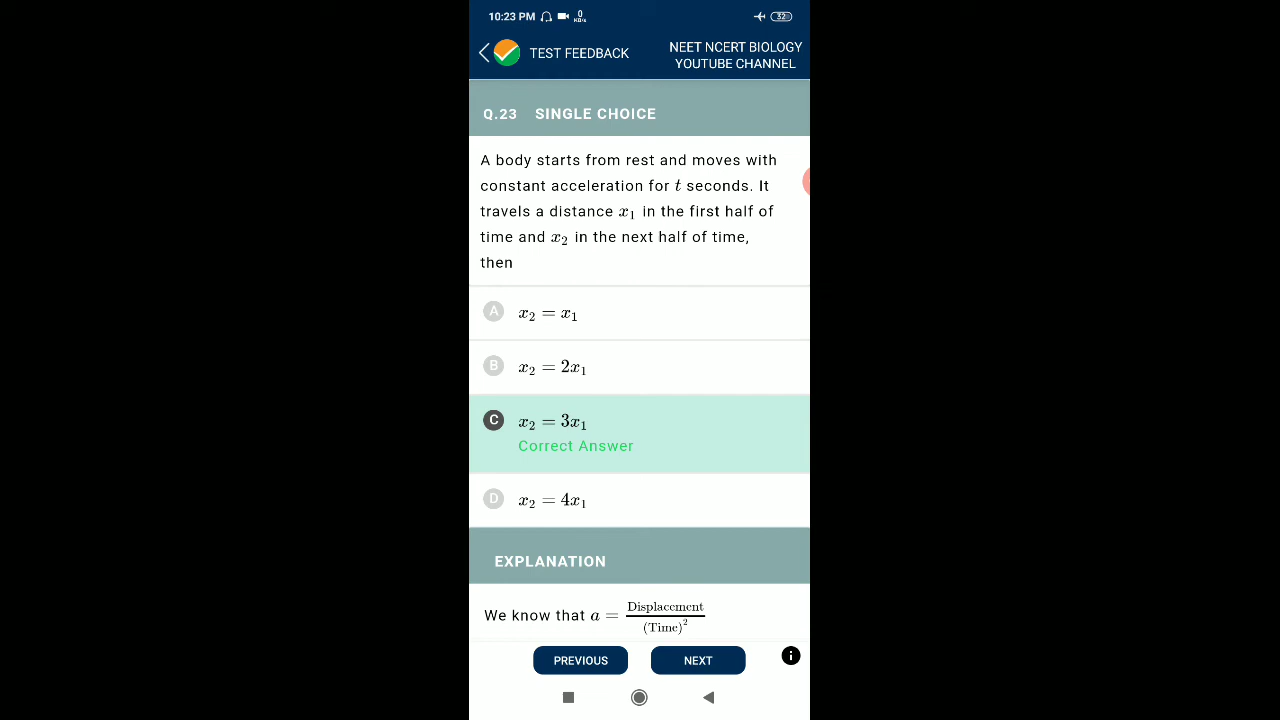 10:23 PM 0 KB/s 32
TEST FEEDBACK
NEET NCERT BIOLOGY
YOUTUBE CHANNEL
Q.23 SINGLE CHOICE
A body starts from rest and moves with
constant acceleration for t seconds. It
travels a distance x₁ in the first half of
time and x₂ in the next half of time,
then
A x₂ = x₁
B x₂ = 2x₁
C x₂ = 3x₁
Correct Answer
D x₂ = 4x₁
EXPLANATION
We know that a = Displacement / (Time)²
PREVIOUS NEXT i